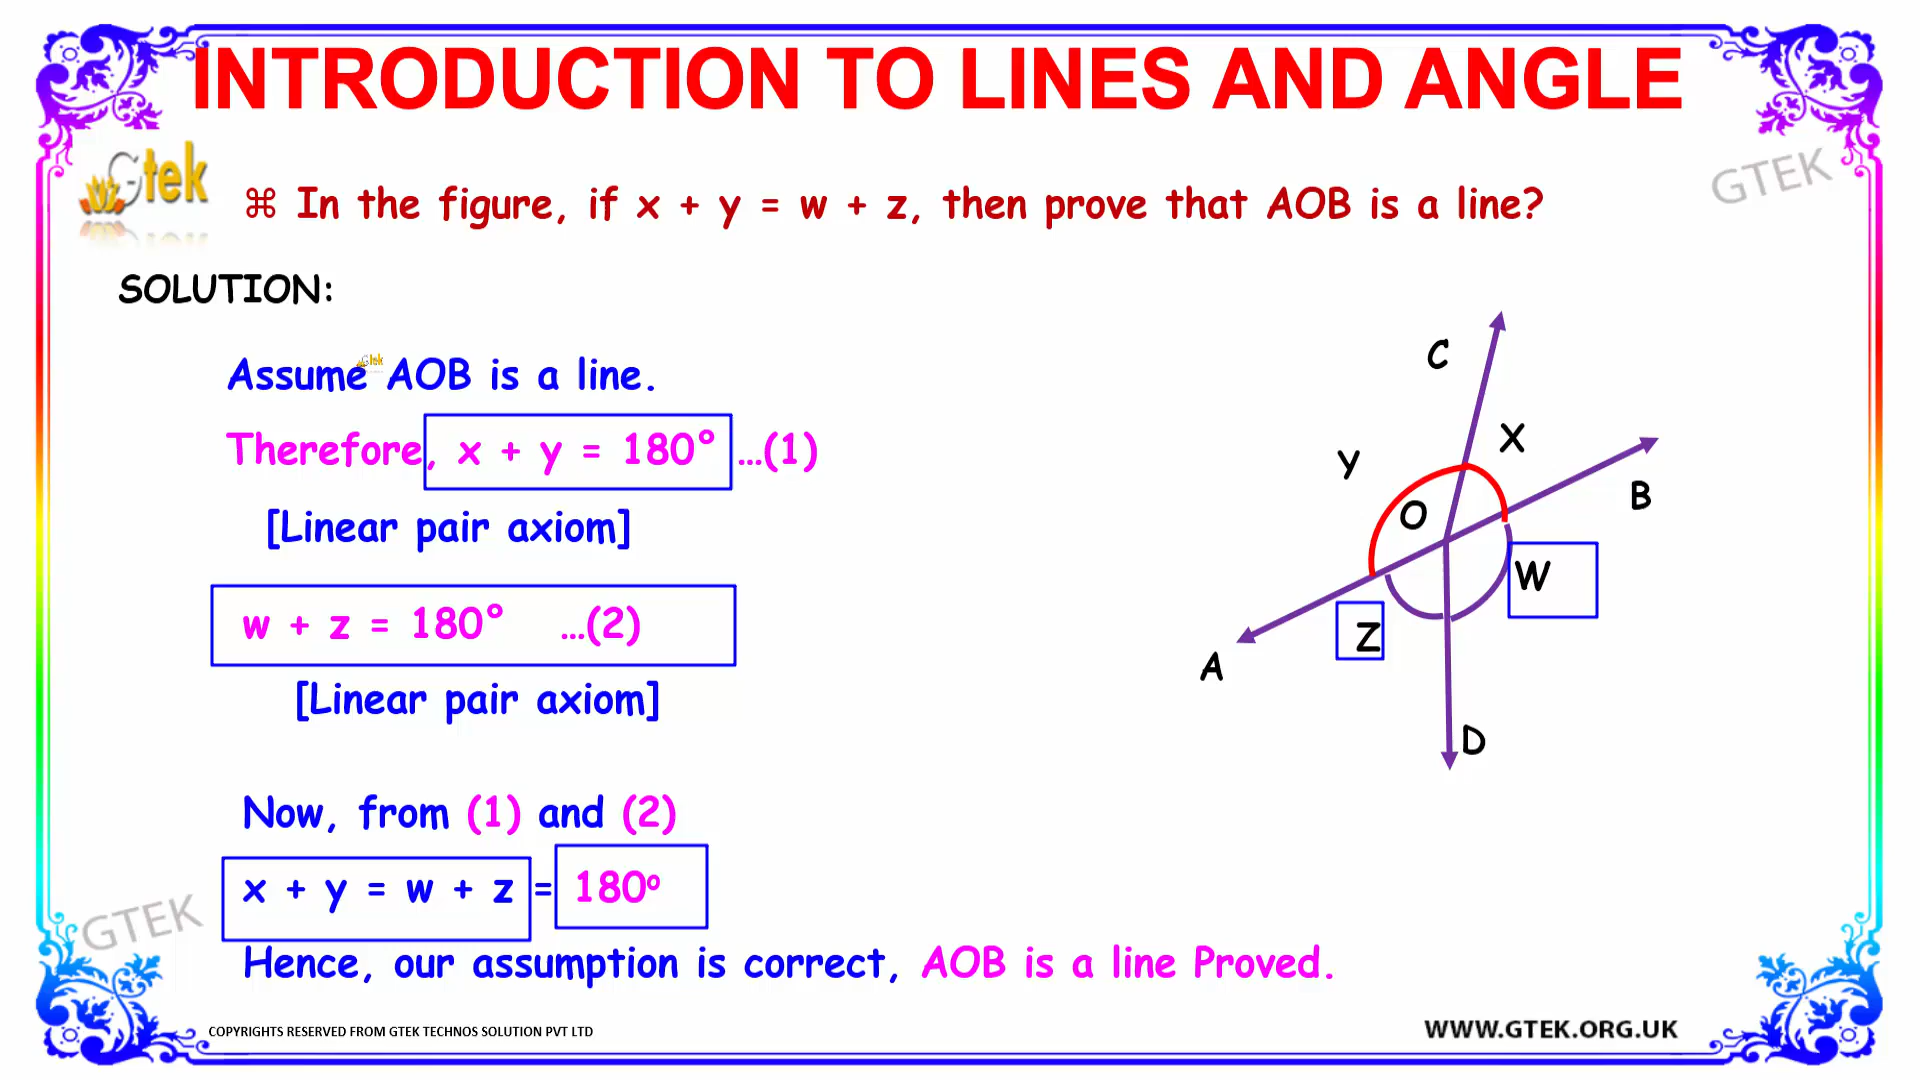 INTRODUCTION TO LINES AND ANGLE
Gtek
GTEK
⌘ In the figure, if x + y = w + z, then prove that AOB is a line?
SOLUTION:
Assume AOB is a line.
Gtek
Therefore, x + y = 180° ...(1)
[Linear pair axiom]
w + z = 180° ...(2)
[Linear pair axiom]
Now, from (1) and (2)
x + y = w + z = 180°
Hence, our assumption is correct, AOB is a line Proved.
C
X
Y
B
O
W
Z
A
D
GTEK
COPYRIGHTS RESERVED FROM GTEK TECHNOS SOLUTION PVT LTD
WWW.GTEK.ORG.UK